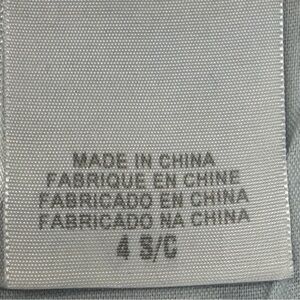 MADE IN CHINA
FABRIQUE EN CHINE
FABRICADO EN CHINA
FABRICADO NA CHINA
4 S/C